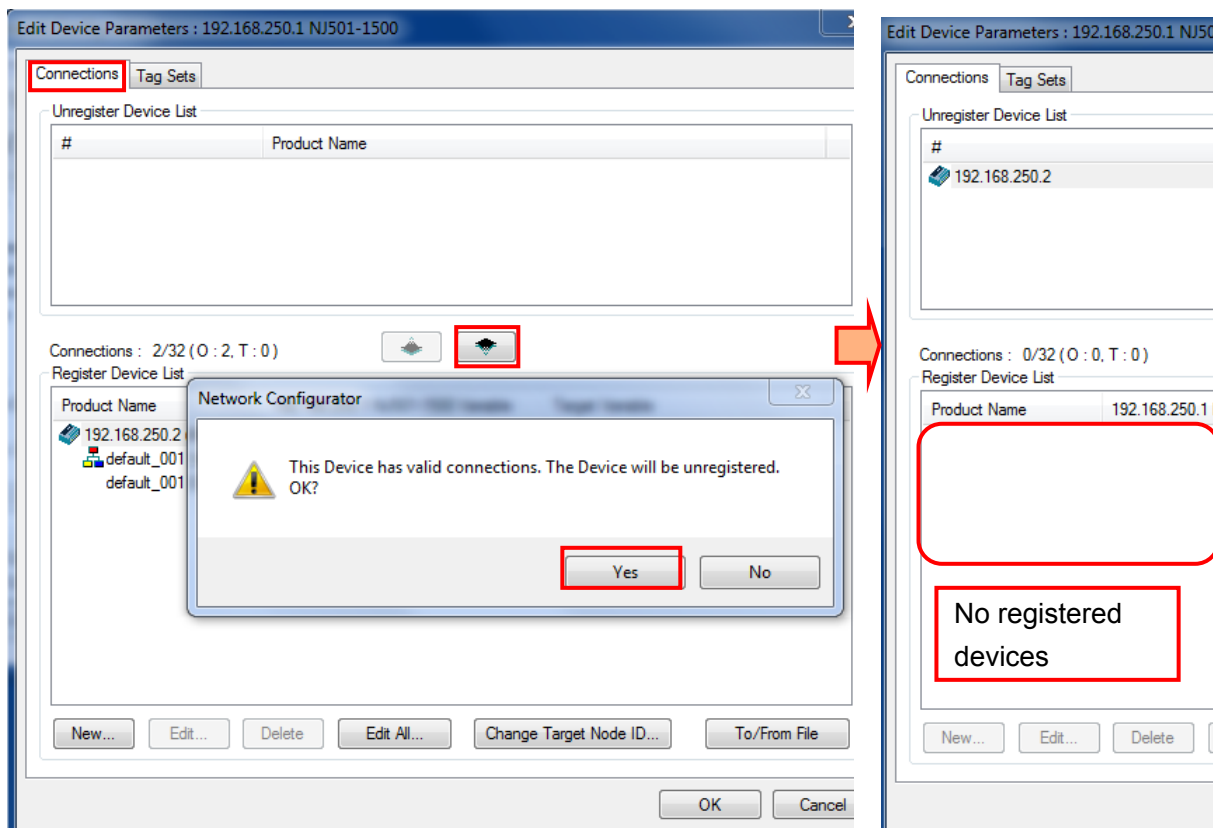 Edit Device Parameters : 192.168.250.1 NJ501-1500
Connections Tag Sets
Unregister Device List
# Product Name
Connections : 2/32 ( O : 2, T : 0 )
Register Device List
Product Name
192.168.250.2
default_001
default_001
Network Configurator
This Device has valid connections. The Device will be unregistered.
OK?
Yes No
New... Edit... Delete Edit All... Change Target Node ID... To/From File
OK Cancel
Edit Device Parameters : 192.168.250.1 NJ50
Connections Tag Sets
Unregister Device List
#
192.168.250.2
Connections : 0/32 ( O : 0, T : 0 )
Register Device List
Product Name 192.168.250.1
No registered
devices
New... Edit... Delete